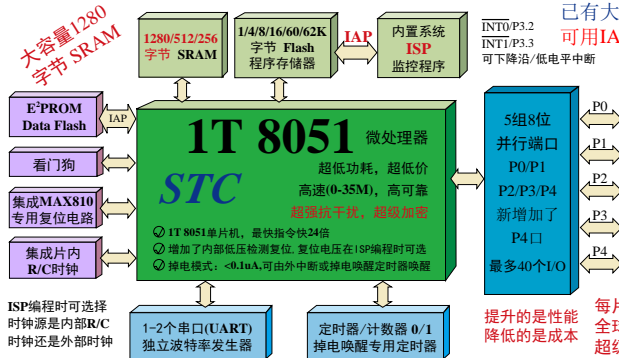 大容量1280
字节 SRAM
1280/512/256
字节 SRAM
1/4/8/16/60/62K
字节 Flash
程序存储器
IAP
内置系统
ISP
监控程序
INT0/P3.2
INT1/P3.3
可下降沿/低电平中断
已有大
可用IA
E²PROM
Data Flash
IAP
看门狗
集成MAX810
专用复位电路
集成片内
R/C时钟
1T 8051 微处理器
STC
超低功耗，超低价
高速(0-35M)，高可靠
超强抗干扰，超级加密
1T 8051单片机，最快指令快24倍
增加了内部低压检测复位,复位电压在ISP编程时可选
掉电模式：<0.1uA,可由外中断或掉电唤醒定时器唤醒
5组8位
并行端口
P0/P1
P2/P3/P4
新增加了
P4口
最多40个I/O
P0
P1
P2
P3
P4
ISP编程时可选择
时钟源是内部R/C
时钟还是外部时钟
1-2个串口(UART)
独立波特率发生器
定时器/计数器 0/1
掉电唤醒专用定时器
提升的是性能
降低的是成本
每片
全球
超级